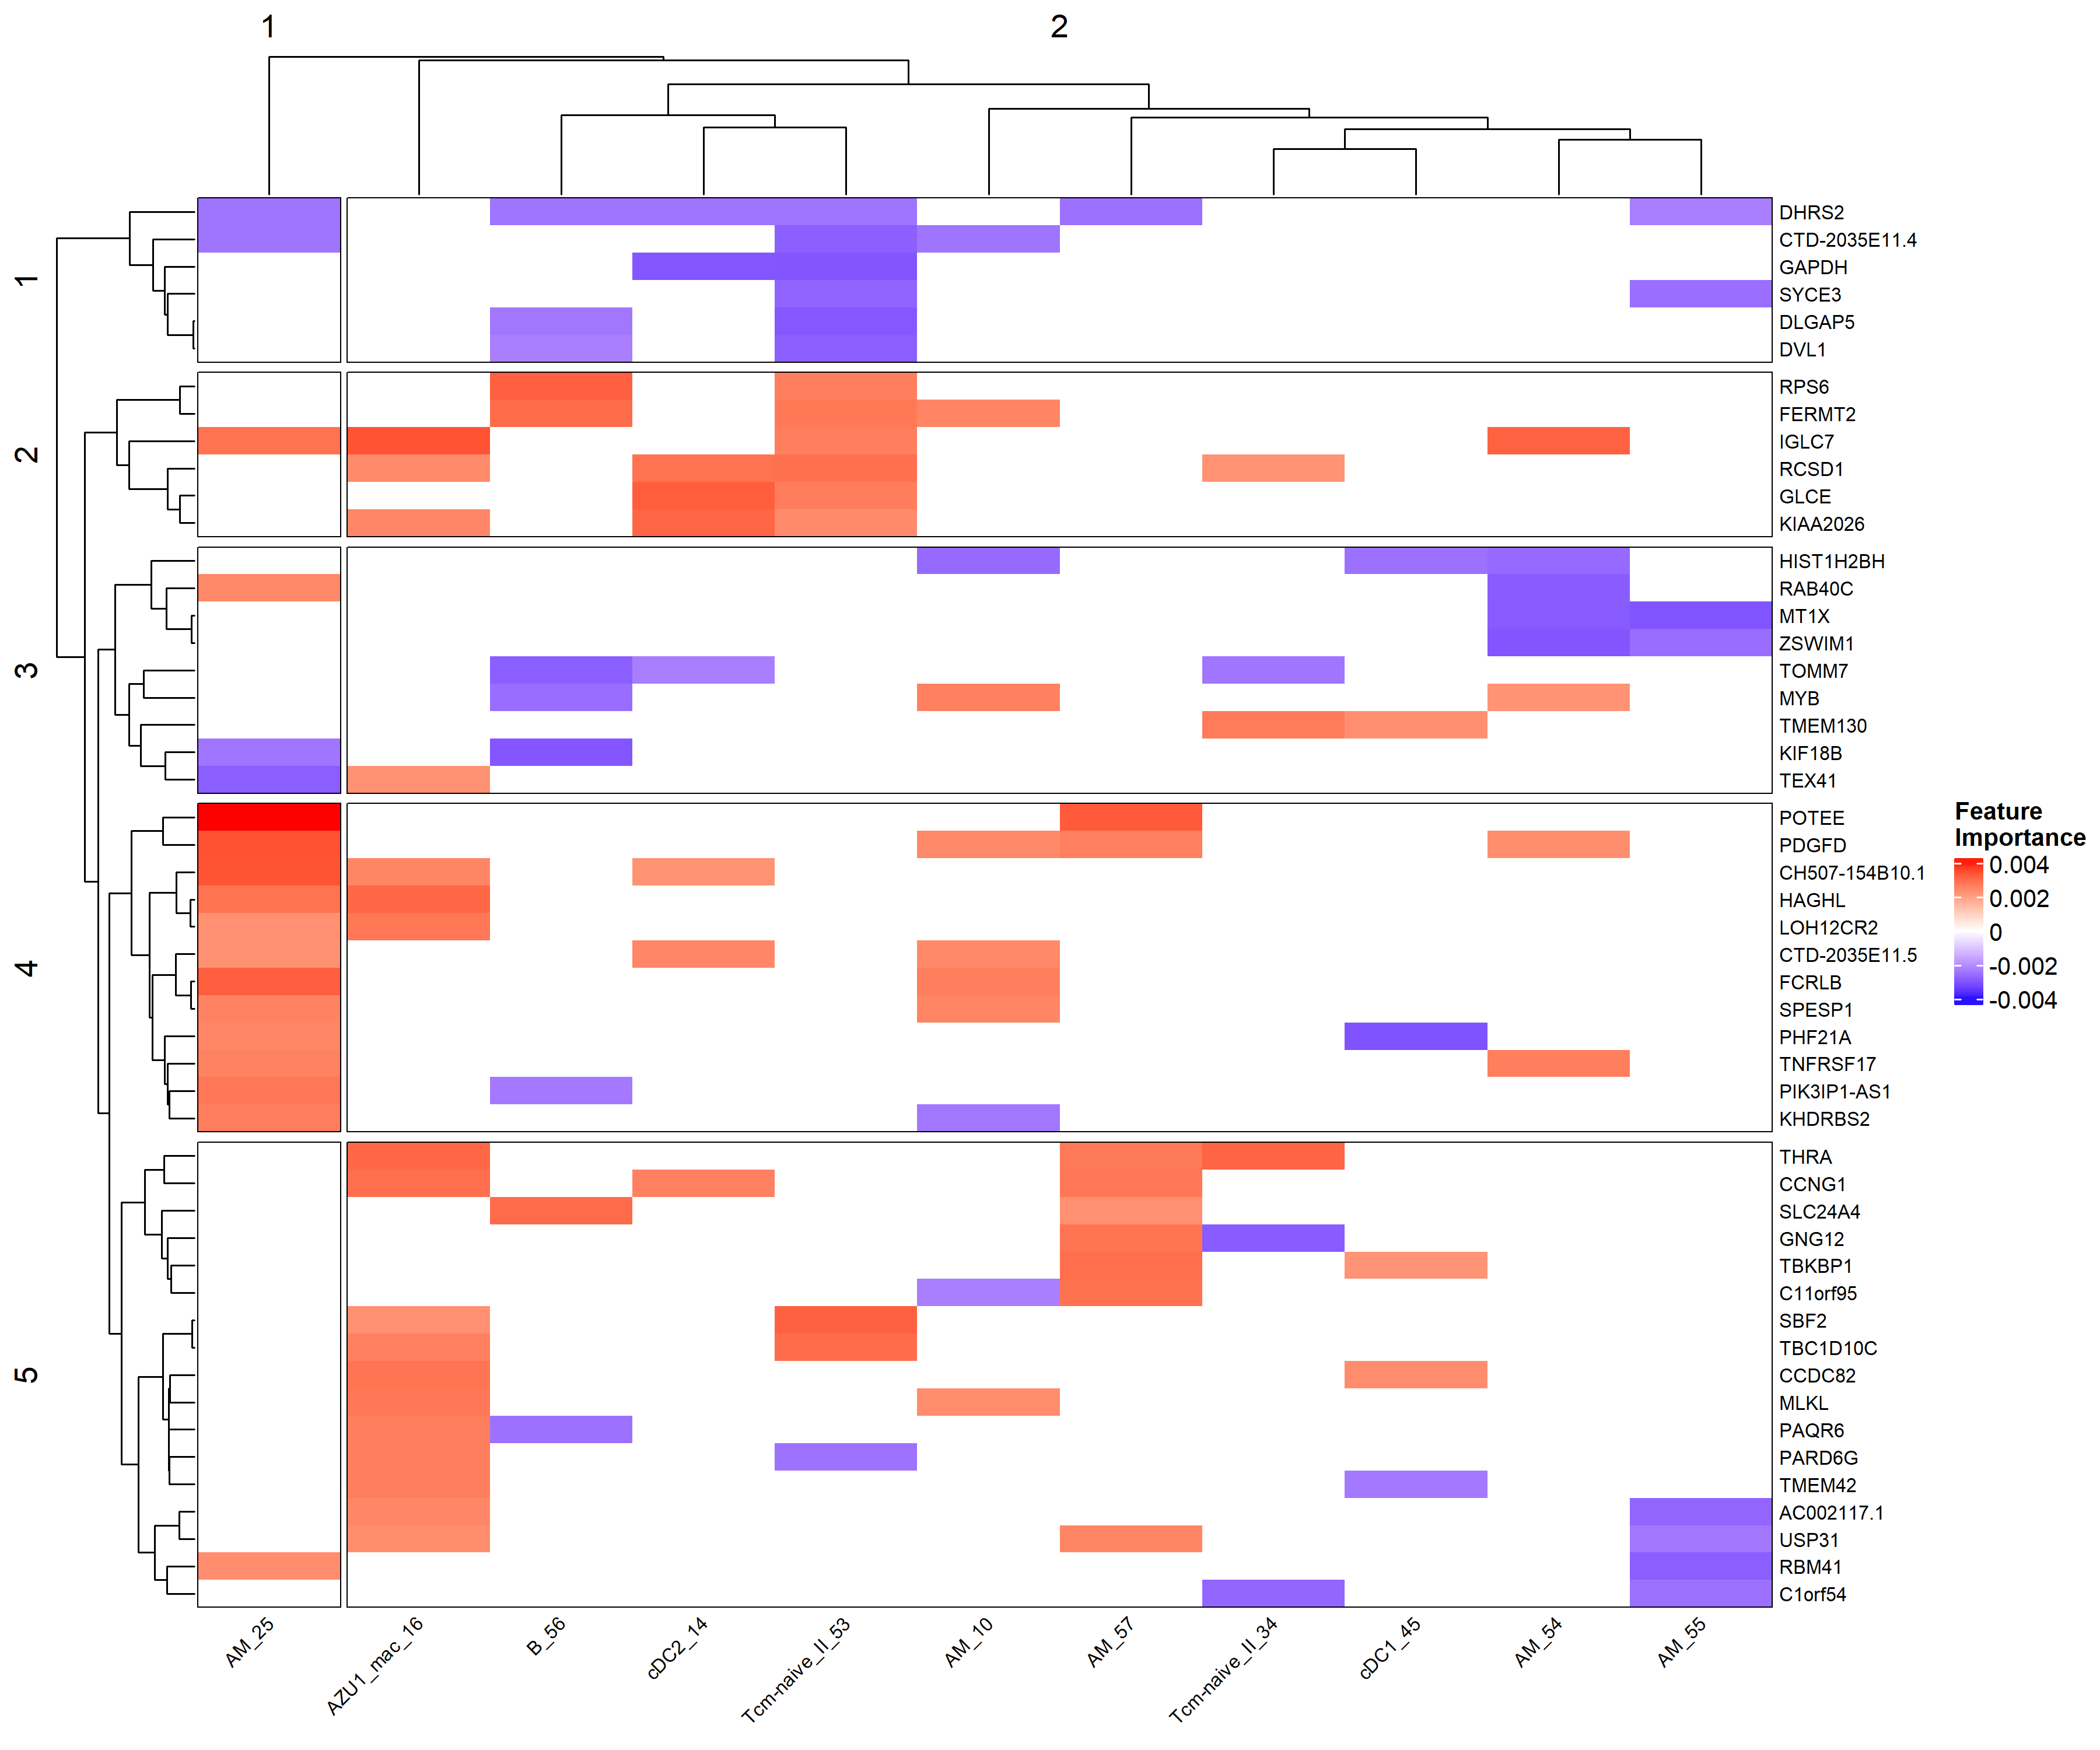 1
2
1
DHRS2
CTD-2035E11.4
GAPDH
SYCE3
DLGAP5
DVL1
2
RPS6
FERMT2
IGLC7
RCSD1
GLCE
KIAA2026
3
HIST1H2BH
RAB40C
MT1X
ZSWIM1
TOMM7
MYB
TMEM130
KIF18B
TEX41
4
POTEE
PDGFD
CH507-154B10.1
HAGHL
LOH12CR2
CTD-2035E11.5
FCRLB
SPESP1
PHF21A
TNFRSF17
PIK3IP1-AS1
KHDRBS2
5
THRA
CCNG1
SLC24A4
GNG12
TBKBP1
C11orf95
SBF2
TBC1D10C
CCDC82
MLKL
PAQR6
PARD6G
TMEM42
AC002117.1
USP31
RBM41
C1orf54
AM_25
AZU1_mac_16
B_56
cDC2_14
Tcm-naive_II_53
AM_10
AM_57
Tcm-naive_II_34
cDC1_45
AM_54
AM_55
Feature
Importance
0.004
0.002
0
-0.002
-0.004